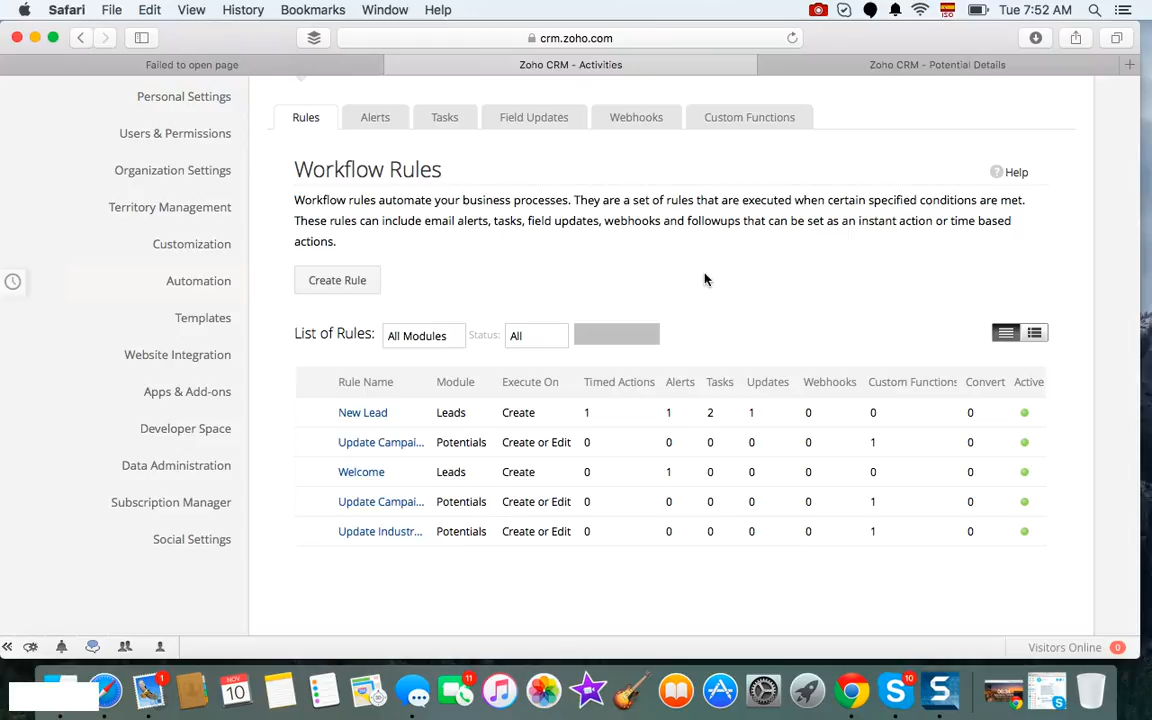 Safari File Edit View History Bookmarks Window Help ISO Tue 7:52 AM
crm.zoho.com
Failed to open page Zoho CRM - Activities Zoho CRM - Potential Details
Personal Settings
Users & Permissions
Organization Settings
Territory Management
Customization
Automation
Templates
Website Integration
Apps & Add-ons
Developer Space
Data Administration
Subscription Manager
Social Settings
Rules Alerts Tasks Field Updates Webhooks Custom Functions
Workflow Rules
? Help
Workflow rules automate your business processes. They are a set of rules that are executed when certain specified conditions are met.
These rules can include email alerts, tasks, field updates, webhooks and followups that can be set as an instant action or time based
actions.
Create Rule
List of Rules: All Modules Status: All
Rule Name Module Execute On Timed Actions Alerts Tasks Updates Webhooks Custom Functions Convert Active
New Lead Leads Create 1 1 2 1 0 0 0
Update Campai... Potentials Create or Edit 0 0 0 0 0 1 0
Welcome Leads Create 0 1 0 0 0 0 0
Update Campai... Potentials Create or Edit 0 0 0 0 0 1 0
Update Industr... Potentials Create or Edit 0 0 0 0 0 1 0
Visitors Online 0
1 NOV 10 11 10 S